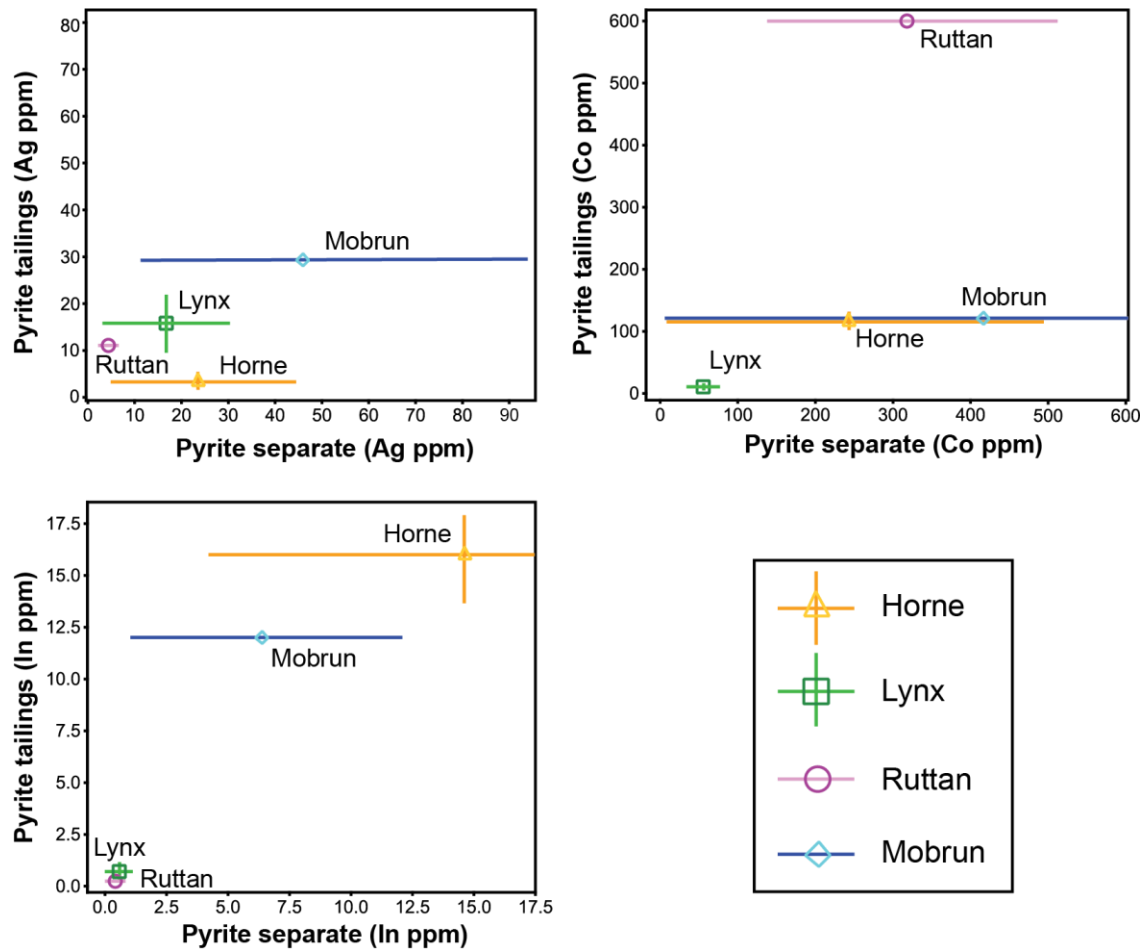 Pyrite tailings (Ag ppm)
80
70
60
50
40
30
20
10
0
Mobrun
Lynx
Ruttan
Horne
0 10 20 30 40 50 60 70 80 90
Pyrite separate (Ag ppm)
Pyrite tailings (Co ppm)
600
500
400
300
200
100
0
Ruttan
Mobrun
Horne
Lynx
0 100 200 300 400 500 600
Pyrite separate (Co ppm)
Pyrite tailings (In ppm)
17.5
15.0
12.5
10.0
7.5
5.0
2.5
0.0
Horne
Mobrun
Lynx
Ruttan
0.0 2.5 5.0 7.5 10.0 12.5 15.0 17.5
Pyrite separate (In ppm)
Horne
Lynx
Ruttan
Mobrun